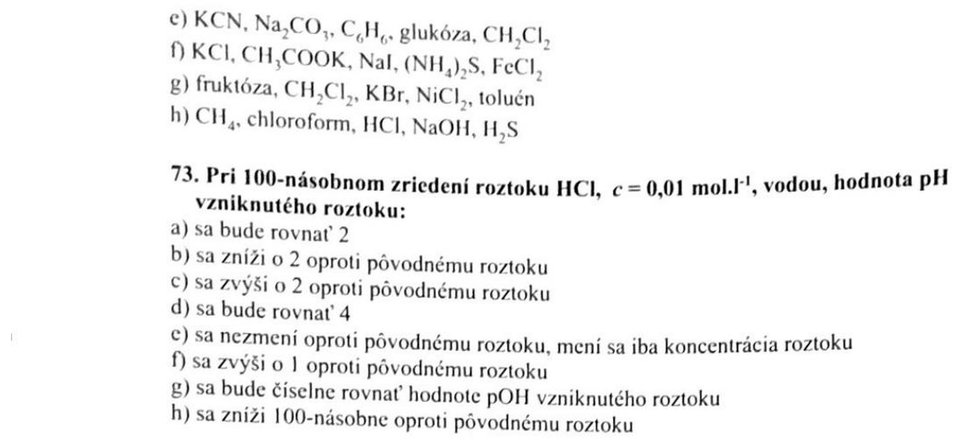 e) KCN, Na₂CO₃, C₆H₆, glukóza, CH₂Cl₂
f) KCl, CH₃COOK, NaI, (NH₄)₂S, FeCl₂
g) fruktóza, CH₂Cl₂, KBr, NiCl₂, toluén
h) CH₄, chloroform, HCl, NaOH, H₂S
73. Pri 100-násobnom zriedení roztoku HCl, c = 0,01 mol.l⁻¹, vodou, hodnota pH
vzniknutého roztoku:
a) sa bude rovnať 2
b) sa zníži o 2 oproti pôvodnému roztoku
c) sa zvýši o 2 oproti pôvodnému roztoku
d) sa bude rovnať 4
e) sa nezmení oproti pôvodnému roztoku, mení sa iba koncentrácia roztoku
f) sa zvýši o 1 oproti pôvodnému roztoku
g) sa bude číselne rovnať hodnote pOH vzniknutého roztoku
h) sa zníži 100-násobne oproti pôvodnému roztoku